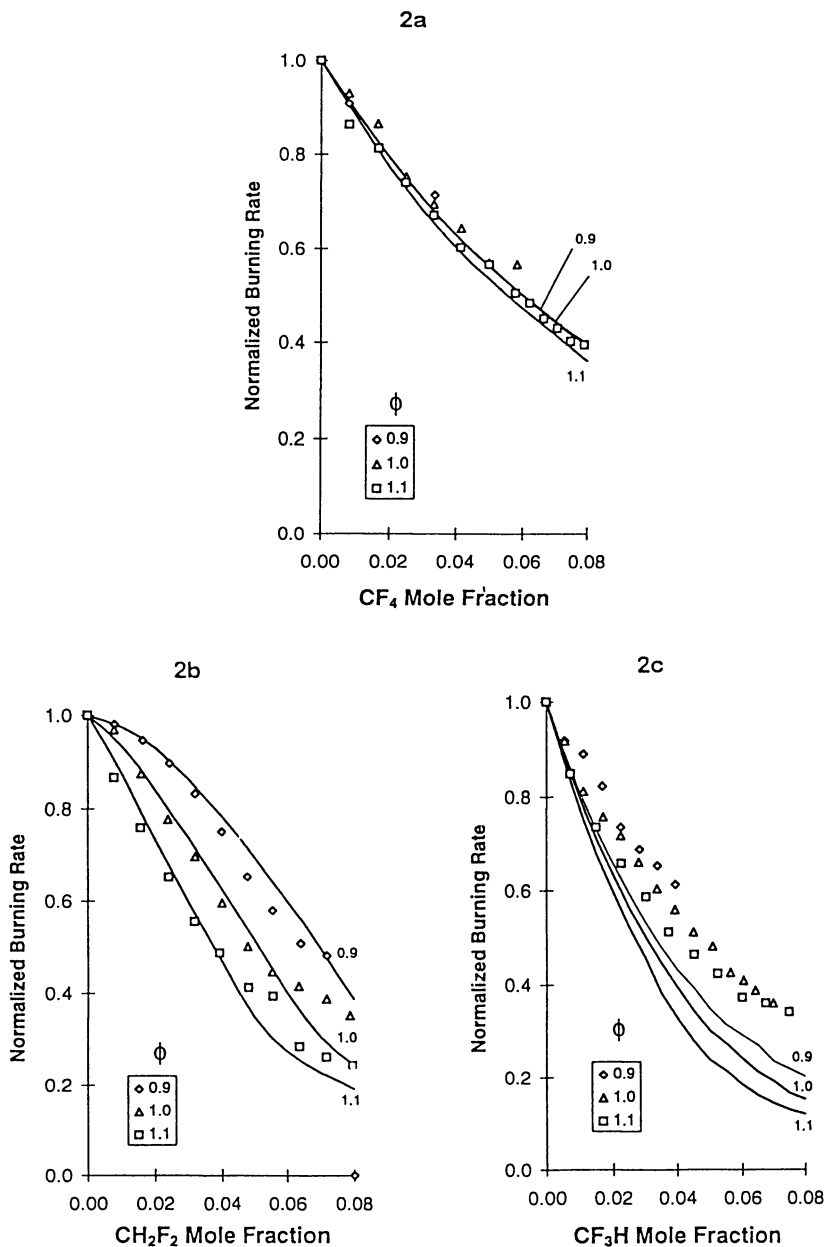 2a
1.0
0.8
0.6
0.4
0.2
0.0
Normalized Burning Rate
0.9
1.0
1.1
ϕ
0.9
1.0
1.1
0.00 0.02 0.04 0.06 0.08
CF₄ Mole Fraction
2b
1.0
0.8
0.6
0.4
0.2
0.0
Normalized Burning Rate
0.9
1.0
1.1
ϕ
0.9
1.0
1.1
0.00 0.02 0.04 0.06 0.08
CH₂F₂ Mole Fraction
2c
1.0
0.8
0.6
0.4
0.2
0.0
Normalized Burning Rate
0.9
1.0
1.1
ϕ
0.9
1.0
1.1
0.00 0.02 0.04 0.06 0.08
CF₃H Mole Fraction